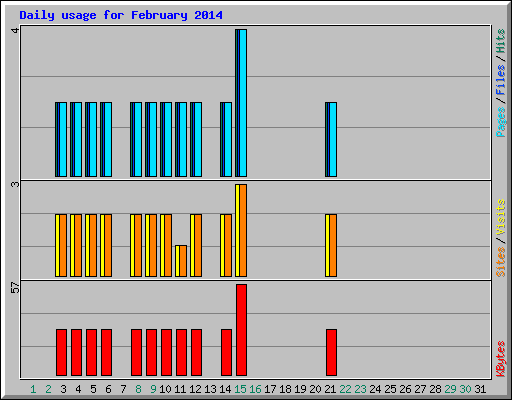 Daily usage for February 2014
4
3
57
Pages / Files / Hits
Sites / Visits
KBytes
1 2 3 4 5 6 7 8 9 10 11 12 13 14 15 16 17 18 19 20 21 22 23 24 25 26 27 28 29 30 31